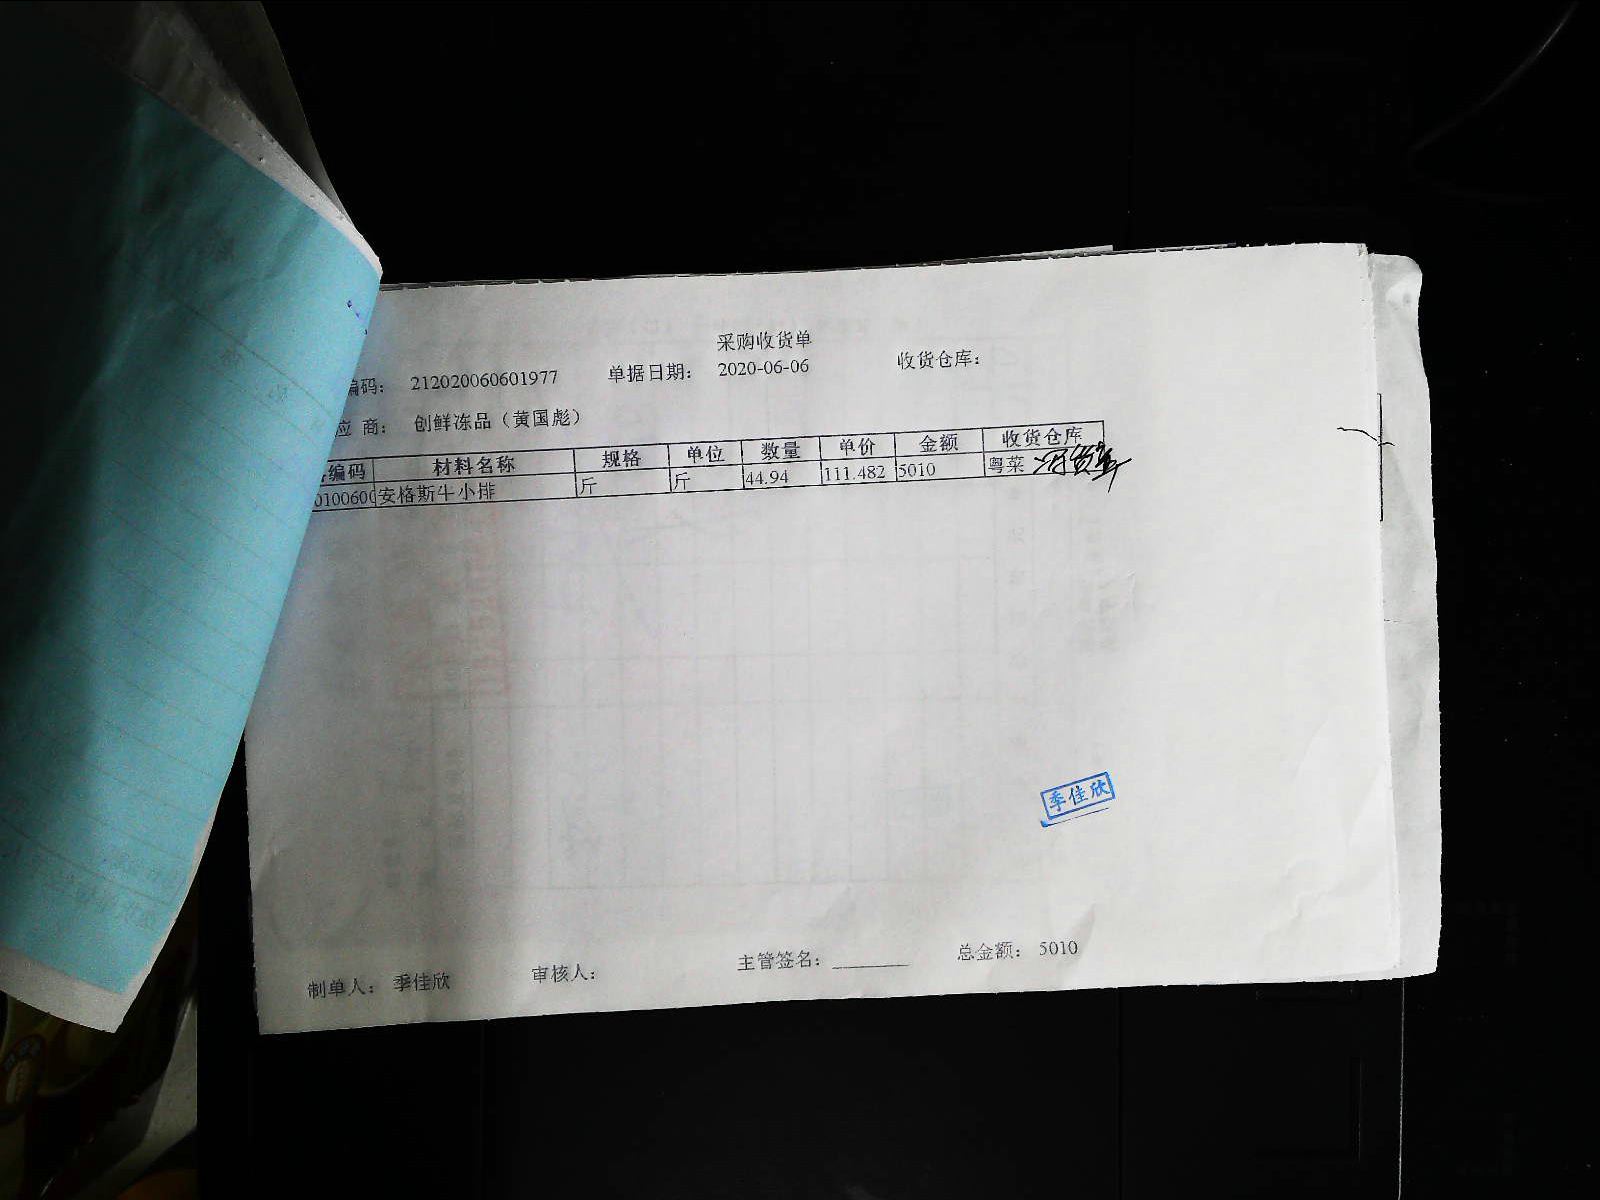 采购收货单
编码： 212020060601977 单据日期： 2020-06-06 收货仓库：
应 商： 创鲜冻品（黄国彪）
编码 材料名称 规格 单位 数量 单价 金额 收货仓库
0100600 安格斯牛小排 斤 斤 44.94 111.482 5010 粤菜
季佳欣
制单人： 季佳欣 审核人： 主管签名：________ 总金额： 5010